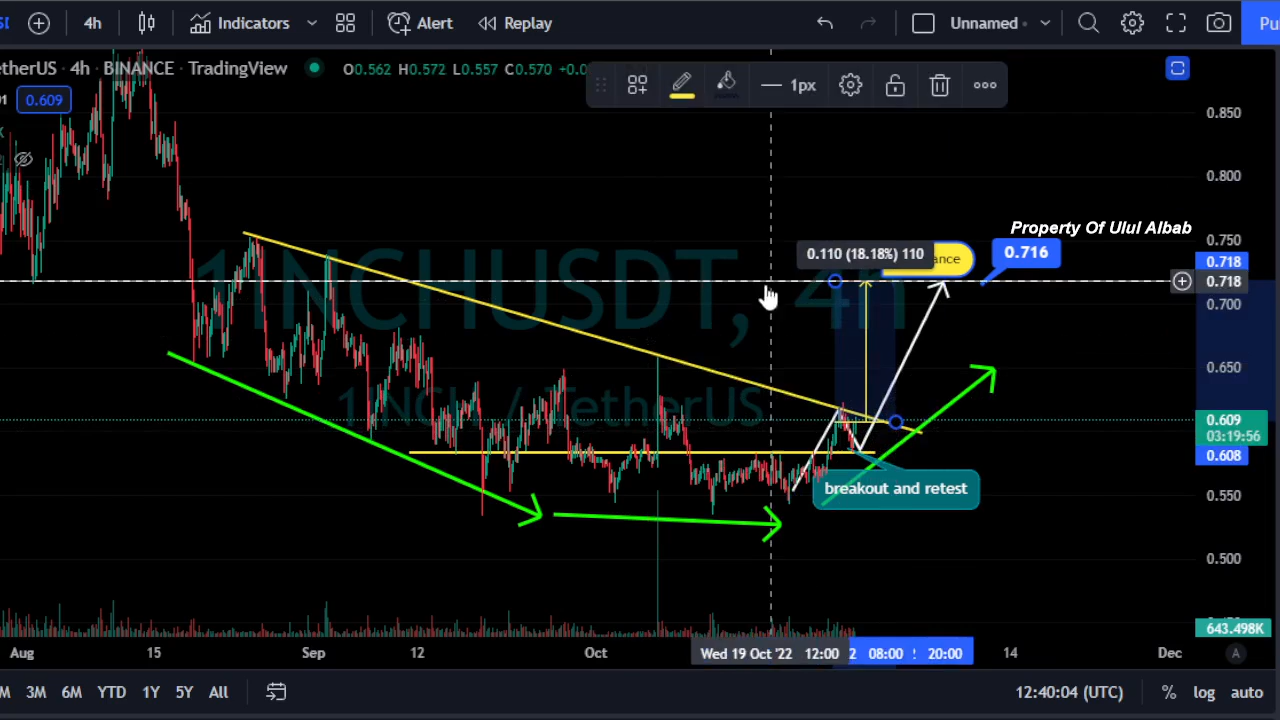 4h Indicators Alert Replay Unnamed
etherUS · 4h · BINANCE · TradingView O0.562 H0.572 L0.557 C0.570 +0.0
0.609
1px
0.850
0.800
Property Of Ulul Albab
0.750
0.110 (18.18%) 110
0.716
0.718
0.718
1INCHUSDT, 4h
0.700
0.650
1INCH / TetherUS
0.609
03:19:56
0.608
breakout and retest
0.550
0.500
643.498K
Aug 15 Sep 12 Oct Wed 19 Oct '22 12:00 08:00 20:00 14 Dec A
3M 6M YTD 1Y 5Y All 12:40:04 (UTC) % log auto